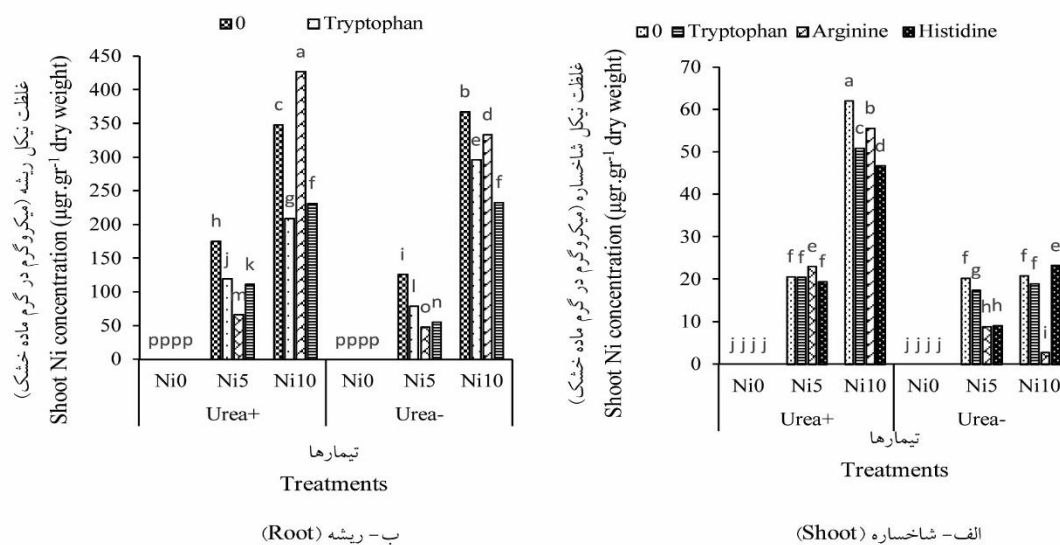 0 Tryptophan
غلظت نیکل ریشه (میکروگرم در گرم ماده خشک)
Shoot Ni concentration (µgr.gr⁻¹ dry weight)
450
400
350
300
250
200
150
100
50
0
pppp h j m k c g a f pppp i l o n b e d f
Ni0 Ni5 Ni10 Ni0 Ni5 Ni10
Urea+ Urea-
تیمارها
Treatments
ب- ریشه (Root)
0 Tryptophan Arginine Histidine
غلظت نیکل شاخساره (میکروگرم در گرم ماده خشک)
Shoot Ni concentration (µgr.gr⁻¹ dry weight)
70
60
50
40
30
20
10
0
j j j j f f e f a c b d j j j j f g h h f f i e
Ni0 Ni5 Ni10 Ni0 Ni5 Ni10
Urea+ Urea-
تیمارها
Treatments
الف- شاخساره (Shoot)